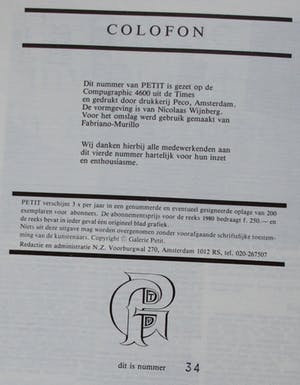 COLOFON
Dit nummer van PETIT is gezet op de
Compugraphic 4600 uit de Times
en gedrukt door drukkerij Peco, Amsterdam.
De vormgeving is van Nicolaas Wijnberg.
Voor het omslag werd gebruik gemaakt van
Fabriano-Murillo
Wij danken hierbij alle medewerkenden aan
dit vierde nummer hartelijk voor hun inzet
en enthousiasme.
PETIT verschijnt 3 x per jaar in een genummerde en eventueel gesigneerde oplage van 200
exemplaren voor abonnees. De abonnementsprijs voor de reeks 1980 bedraagt f. 250.— en
de reeks bevat in ieder geval één origineel blad grafiek.
Niets uit deze uitgave mag worden overgenomen zonder voorafgaande schriftelijke toestem-
ming van de kunstenaars. Copyright © Galerie Petit.
Redactie en administratie N.Z. Voorburgwal 270, Amsterdam 1012 RS, tel. 020-267507
dit is nummer 34